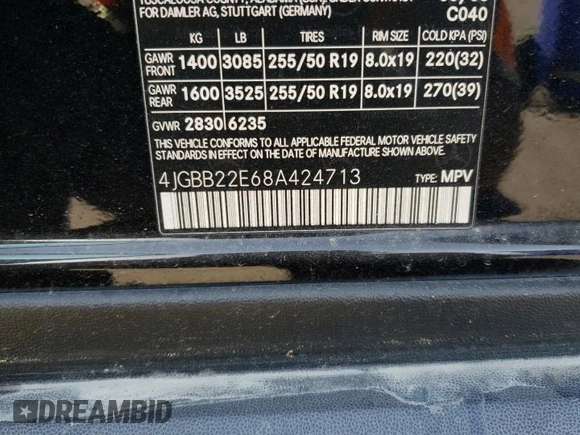 FOR DAIMLER AG, STUTTGART (GERMANY) C040
KG LB TIRES RIM SIZE COLD KPA (PSI)
GAWR FRONT 1400 3085 255/50 R19 8.0x19 220(32)
GAWR REAR 1600 3525 255/50 R19 8.0x19 270(39)
GVWR 2830 6235
THIS VEHICLE CONFORMS TO ALL APPLICABLE FEDERAL MOTOR VEHICLE SAFETY
AND THEFT PREVENTION STANDARDS IN EFFECT ON THE DATE OF MANUFACTURE SHOWN ABOVE.
4JGBB22E68A424713 TYPE: MPV
DREAMBID